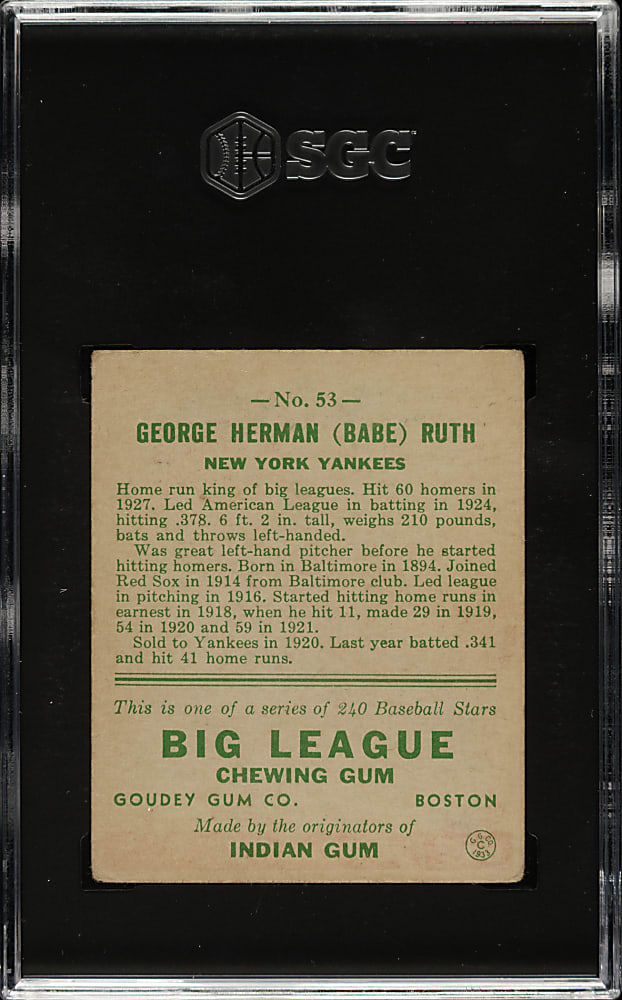 SGC
—No. 53—
GEORGE HERMAN (BABE) RUTH
NEW YORK YANKEES
Home run king of big leagues. Hit 60 homers in
1927. Led American League in batting in 1924,
hitting .378. 6 ft. 2 in. tall, weighs 210 pounds,
bats and throws left-handed.
Was great left-hand pitcher before he started
hitting homers. Born in Baltimore in 1894. Joined
Red Sox in 1914 from Baltimore club. Led league
in pitching in 1916. Started hitting home runs in
earnest in 1918, when he hit 11, made 29 in 1919,
54 in 1920 and 59 in 1921.
Sold to Yankees in 1920. Last year batted .341
and hit 41 home runs.
This is one of a series of 240 Baseball Stars
BIG LEAGUE
CHEWING GUM
GOUDEY GUM CO. BOSTON
Made by the originators of
INDIAN GUM
G.G.CO.
C
1933